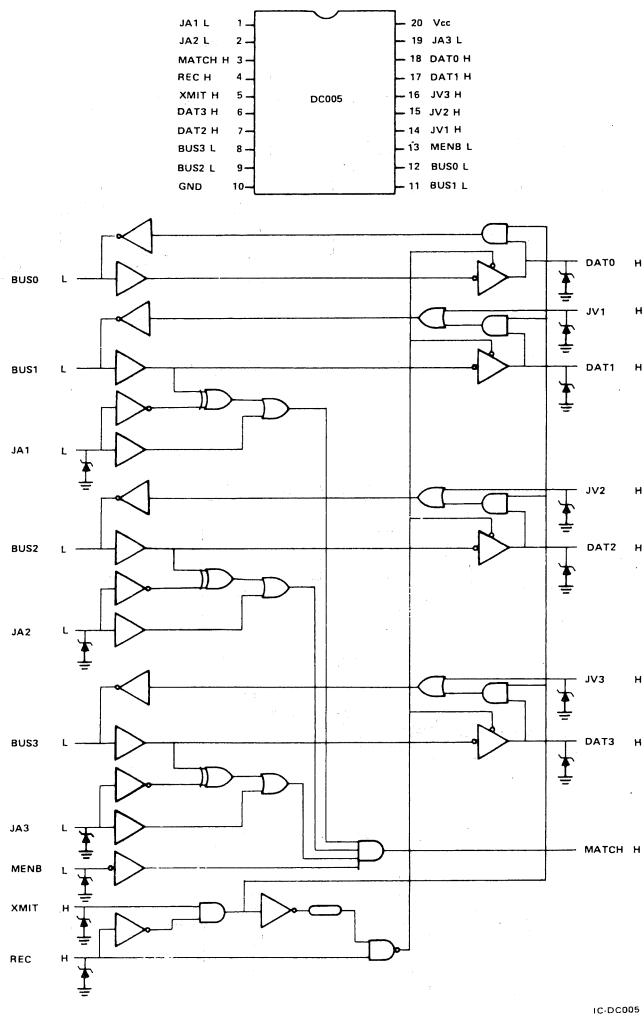 JA1 L 1 20 Vcc
JA2 L 2 19 JA3 L
MATCH H 3 18 DAT0 H
REC H 4 17 DAT1 H
XMIT H 5 DC005 16 JV3 H
DAT3 H 6 15 JV2 H
DAT2 H 7 14 JV1 H
BUS3 L 8 13 MENB L
BUS2 L 9 12 BUS0 L
GND 10 11 BUS1 L
DAT0 H
BUS0 L
JV1 H
BUS1 L DAT1 H
JA1 L
JV2 H
BUS2 L DAT2 H
JA2 L
JV3 H
BUS3 L DAT3 H
JA3 L
MATCH H
MENB L
XMIT H
REC H
IC-DC005